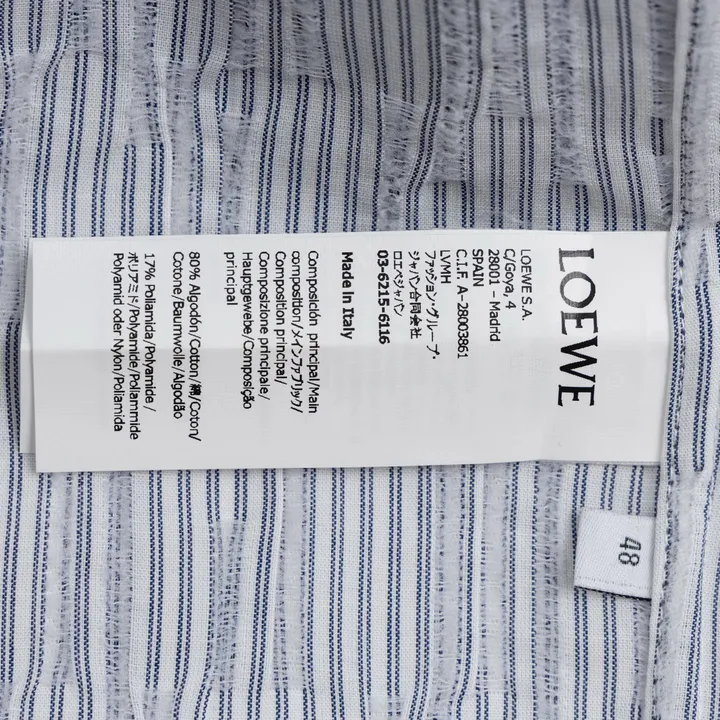 LOEWE
LOEWE S.A.
C/Goya, 4
28001 – Madrid
SPAIN
C.I.F. A-28003861
LVMH
ファッション・グループ・
ジャパン合同会社
ロエベジャパン
03-6215-6116
Made in Italy
Composición principal/Main
composition/メインファブリック/
Composition principal/
Composizione principale/
Hauptgewebe/Composição
principal
80% Algodón/Cotton/綿/Coton/
Cotone/Baumwolle/Algodão
17% Poliamida/Polyamide /
ポリアミド/Polyamide/Poliammide
Polyamid oder Nylon/Poliamida
48